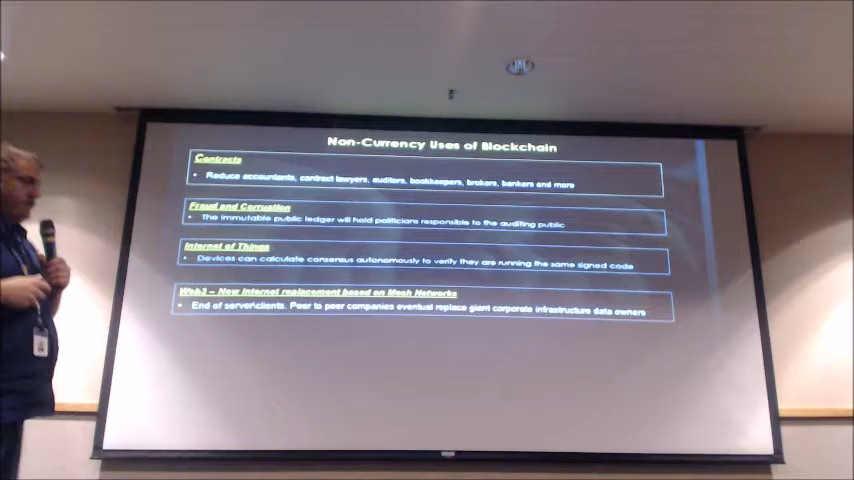 Non-Currency Uses of Blockchain
Contracts
• Reduce accountants, contract lawyers, auditors, bookkeepers, brokers, bankers and more
Fraud and Corruption
• The immutable public ledger will hold politicians responsible to the auditing public
Internet of Things
• Devices can calculate consensus autonomously to verify they are running the same signed code
Web3 – New Internet replacement based on Mesh Networks
• End of server\clients. Peer to peer companies eventual replace giant corporate infrastructure data owners